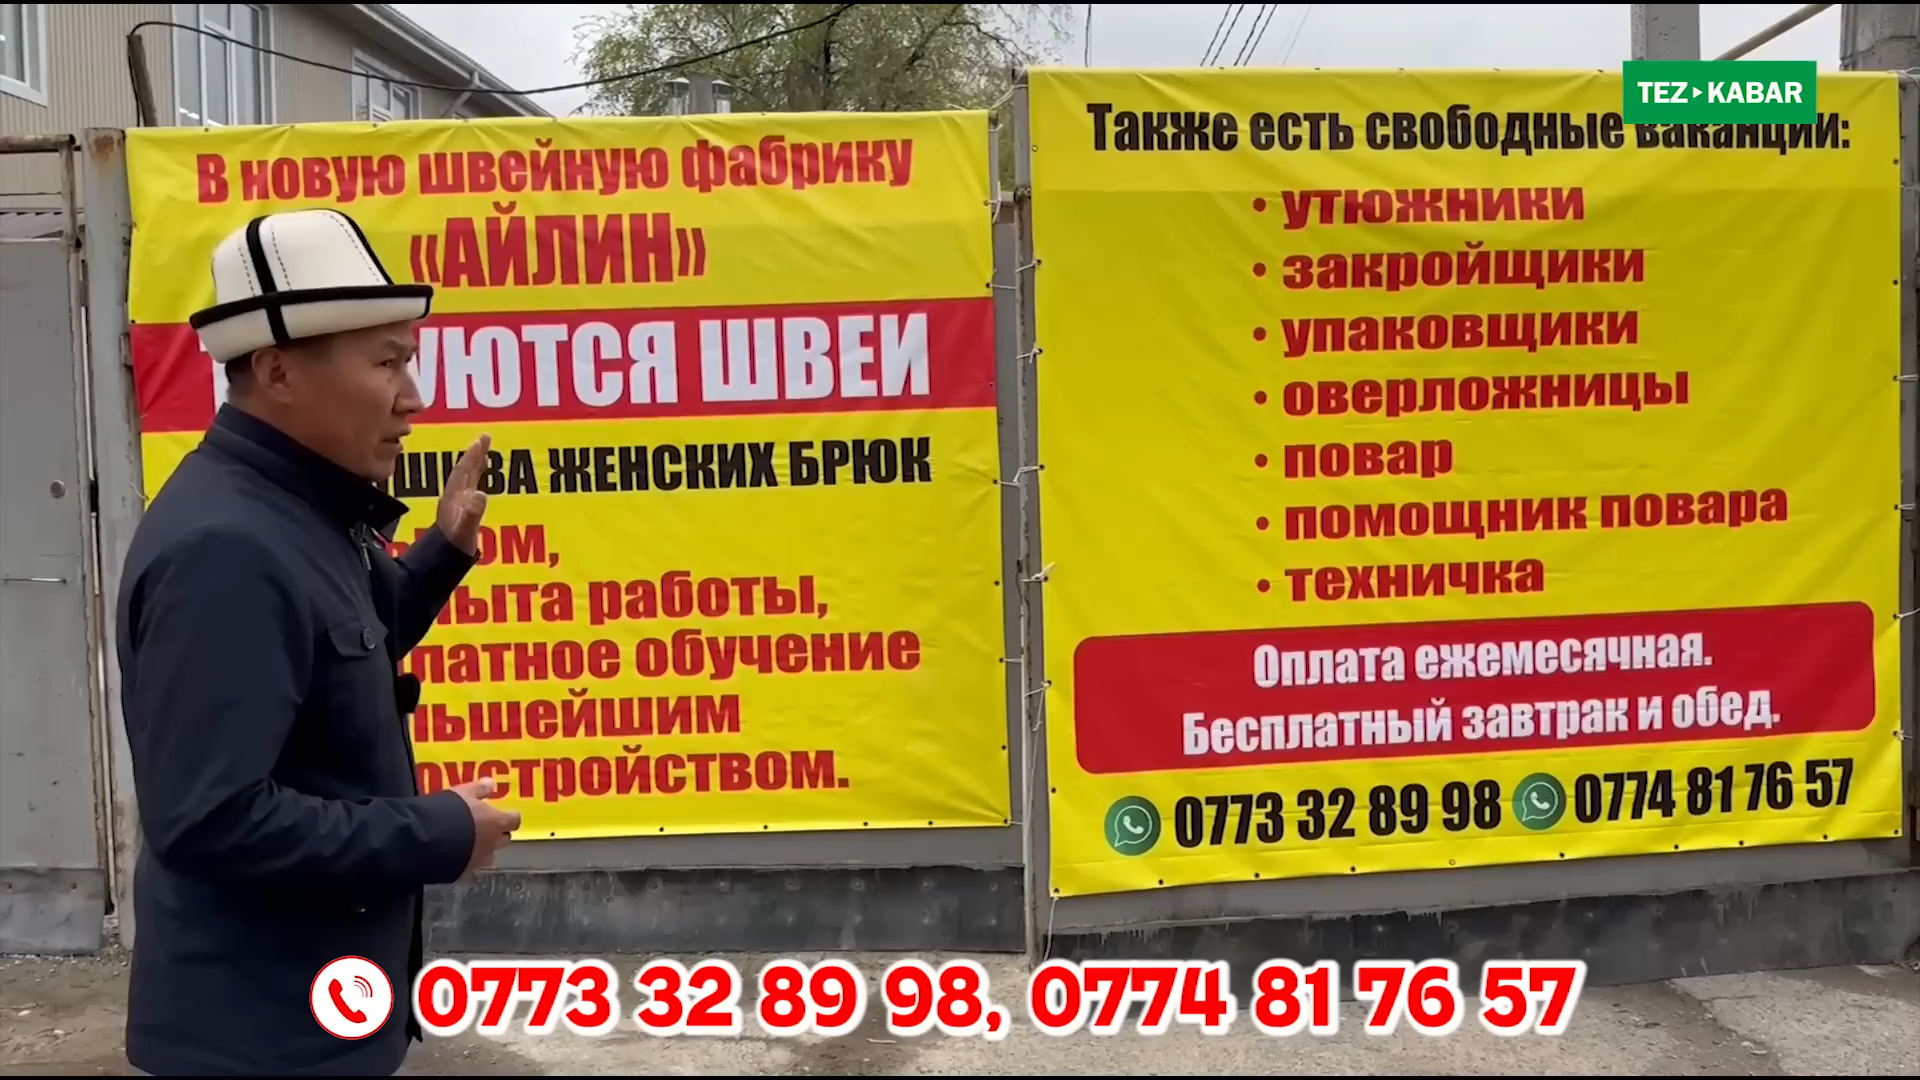 TEZ KABAR
В новую швейную фабрику
«АЙЛИН»
ШВЕИ
ЖЕНСКИХ БРЮК
работы,
обучение
Также есть свободные вакансии:
• утюжники
• закройщики
• упаковщики
• оверложницы
• повар
• помощник повара
• техничка
Оплата ежемесячная.
Бесплатный завтрак и обед.
0773 32 89 98 0774 81 76 57
0773 32 89 98, 0774 81 76 57